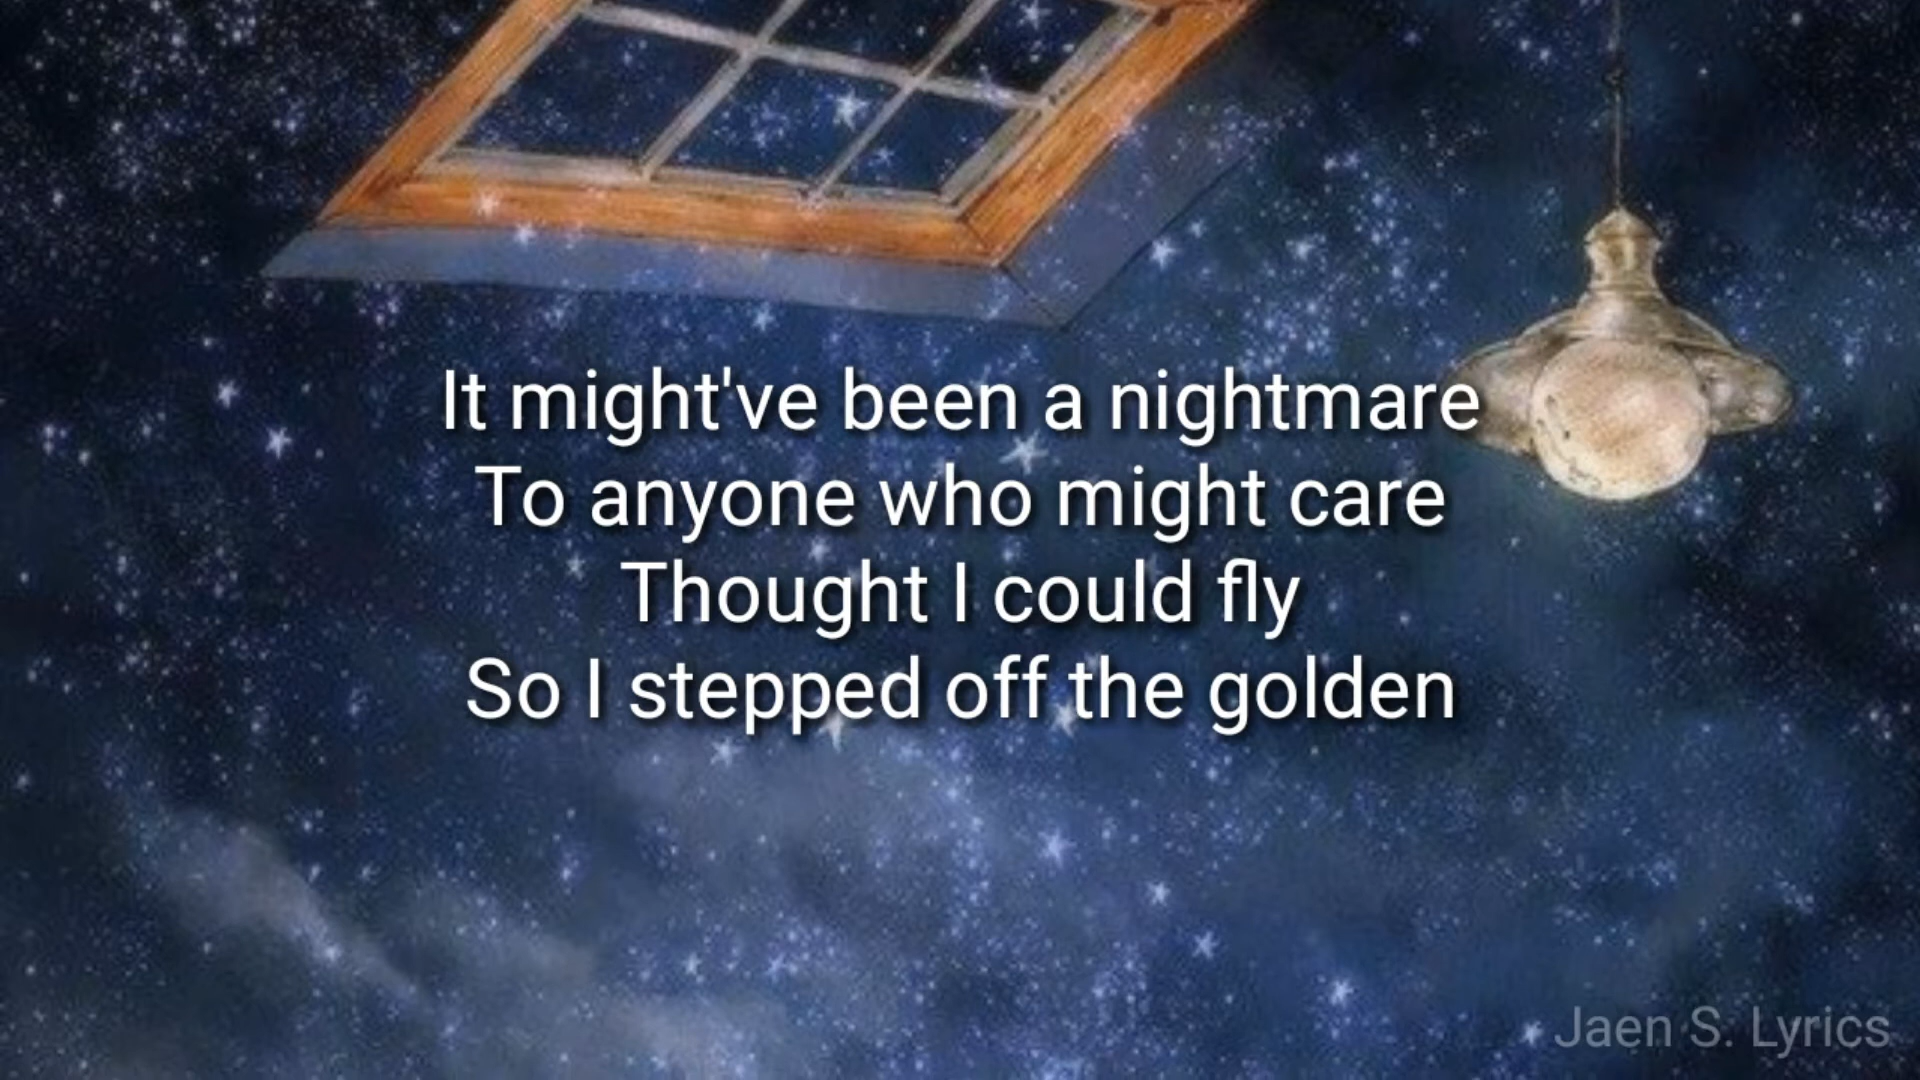 It might've been a nightmare
To anyone who might care
Thought I could fly
So I stepped off the golden
Jaen S. Lyrics